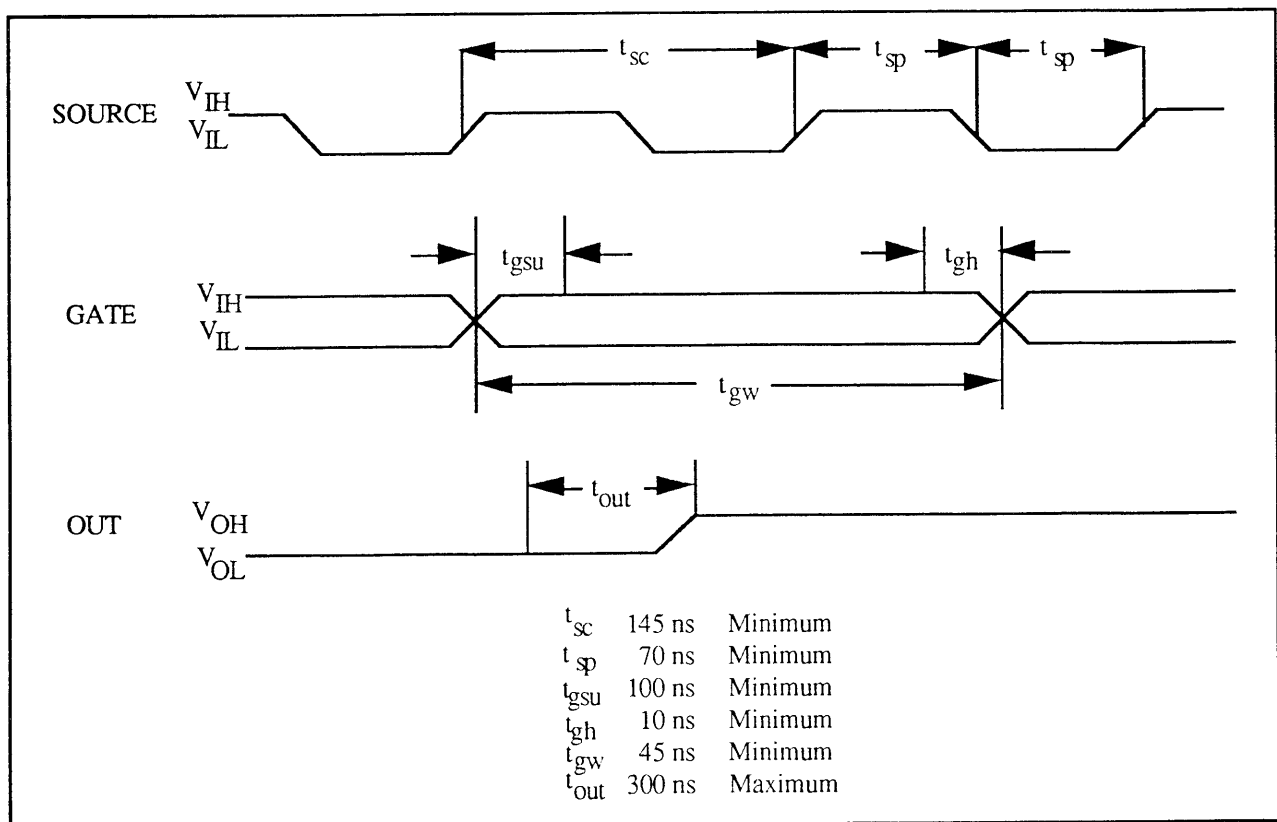 t_sc t_sp t_sp
SOURCE V_IH
V_IL
t_gsu t_gh
GATE V_IH
V_IL
t_gw
t_out
OUT V_OH
V_OL
t_sc 145 ns Minimum
t_sp 70 ns Minimum
t_gsu 100 ns Minimum
t_gh 10 ns Minimum
t_gw 45 ns Minimum
t_out 300 ns Maximum